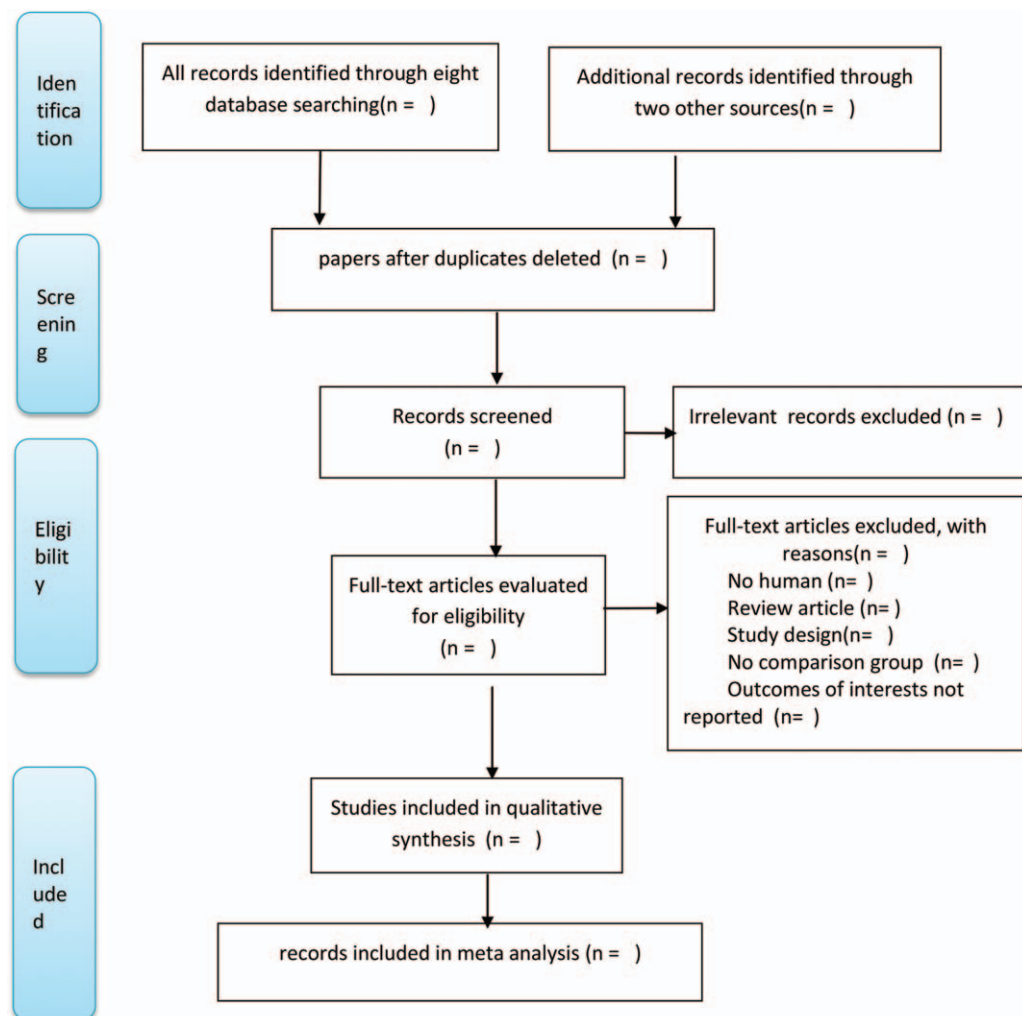 Iden
tifica
tion
All records identified through eight
database searching(n =   )
Additional records identified through
two other sources(n =   )
papers after duplicates deleted  (n =   )
Scre
enin
g
Records screened
(n =   )
Irrelevant  records excluded (n =   )
Eligi
bilit
y
Full-text articles evaluated
for eligibility
(n =   )
Full-text articles excluded, with
reasons(n =   )
No human (n=  )
Review article (n= )
Study design(n=   )
No comparison group  (n=  )
Outcomes of interests not
reported  (n=  )
Incl
ude
d
Studies included in qualitative
synthesis  (n =   )
records included in meta analysis (n =   )